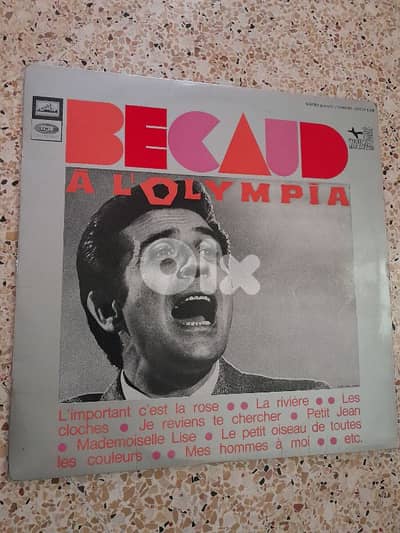 BECAUD
A L'OLYMPIA
olx
L'important c'est la rose ●● La rivière ●● Les
cloches ● Je reviens te chercher ● Petit Jean
● Mademoiselle Lise ● Le petit oiseau de toutes
les couleurs ●● Mes hommes à moi ●● etc.